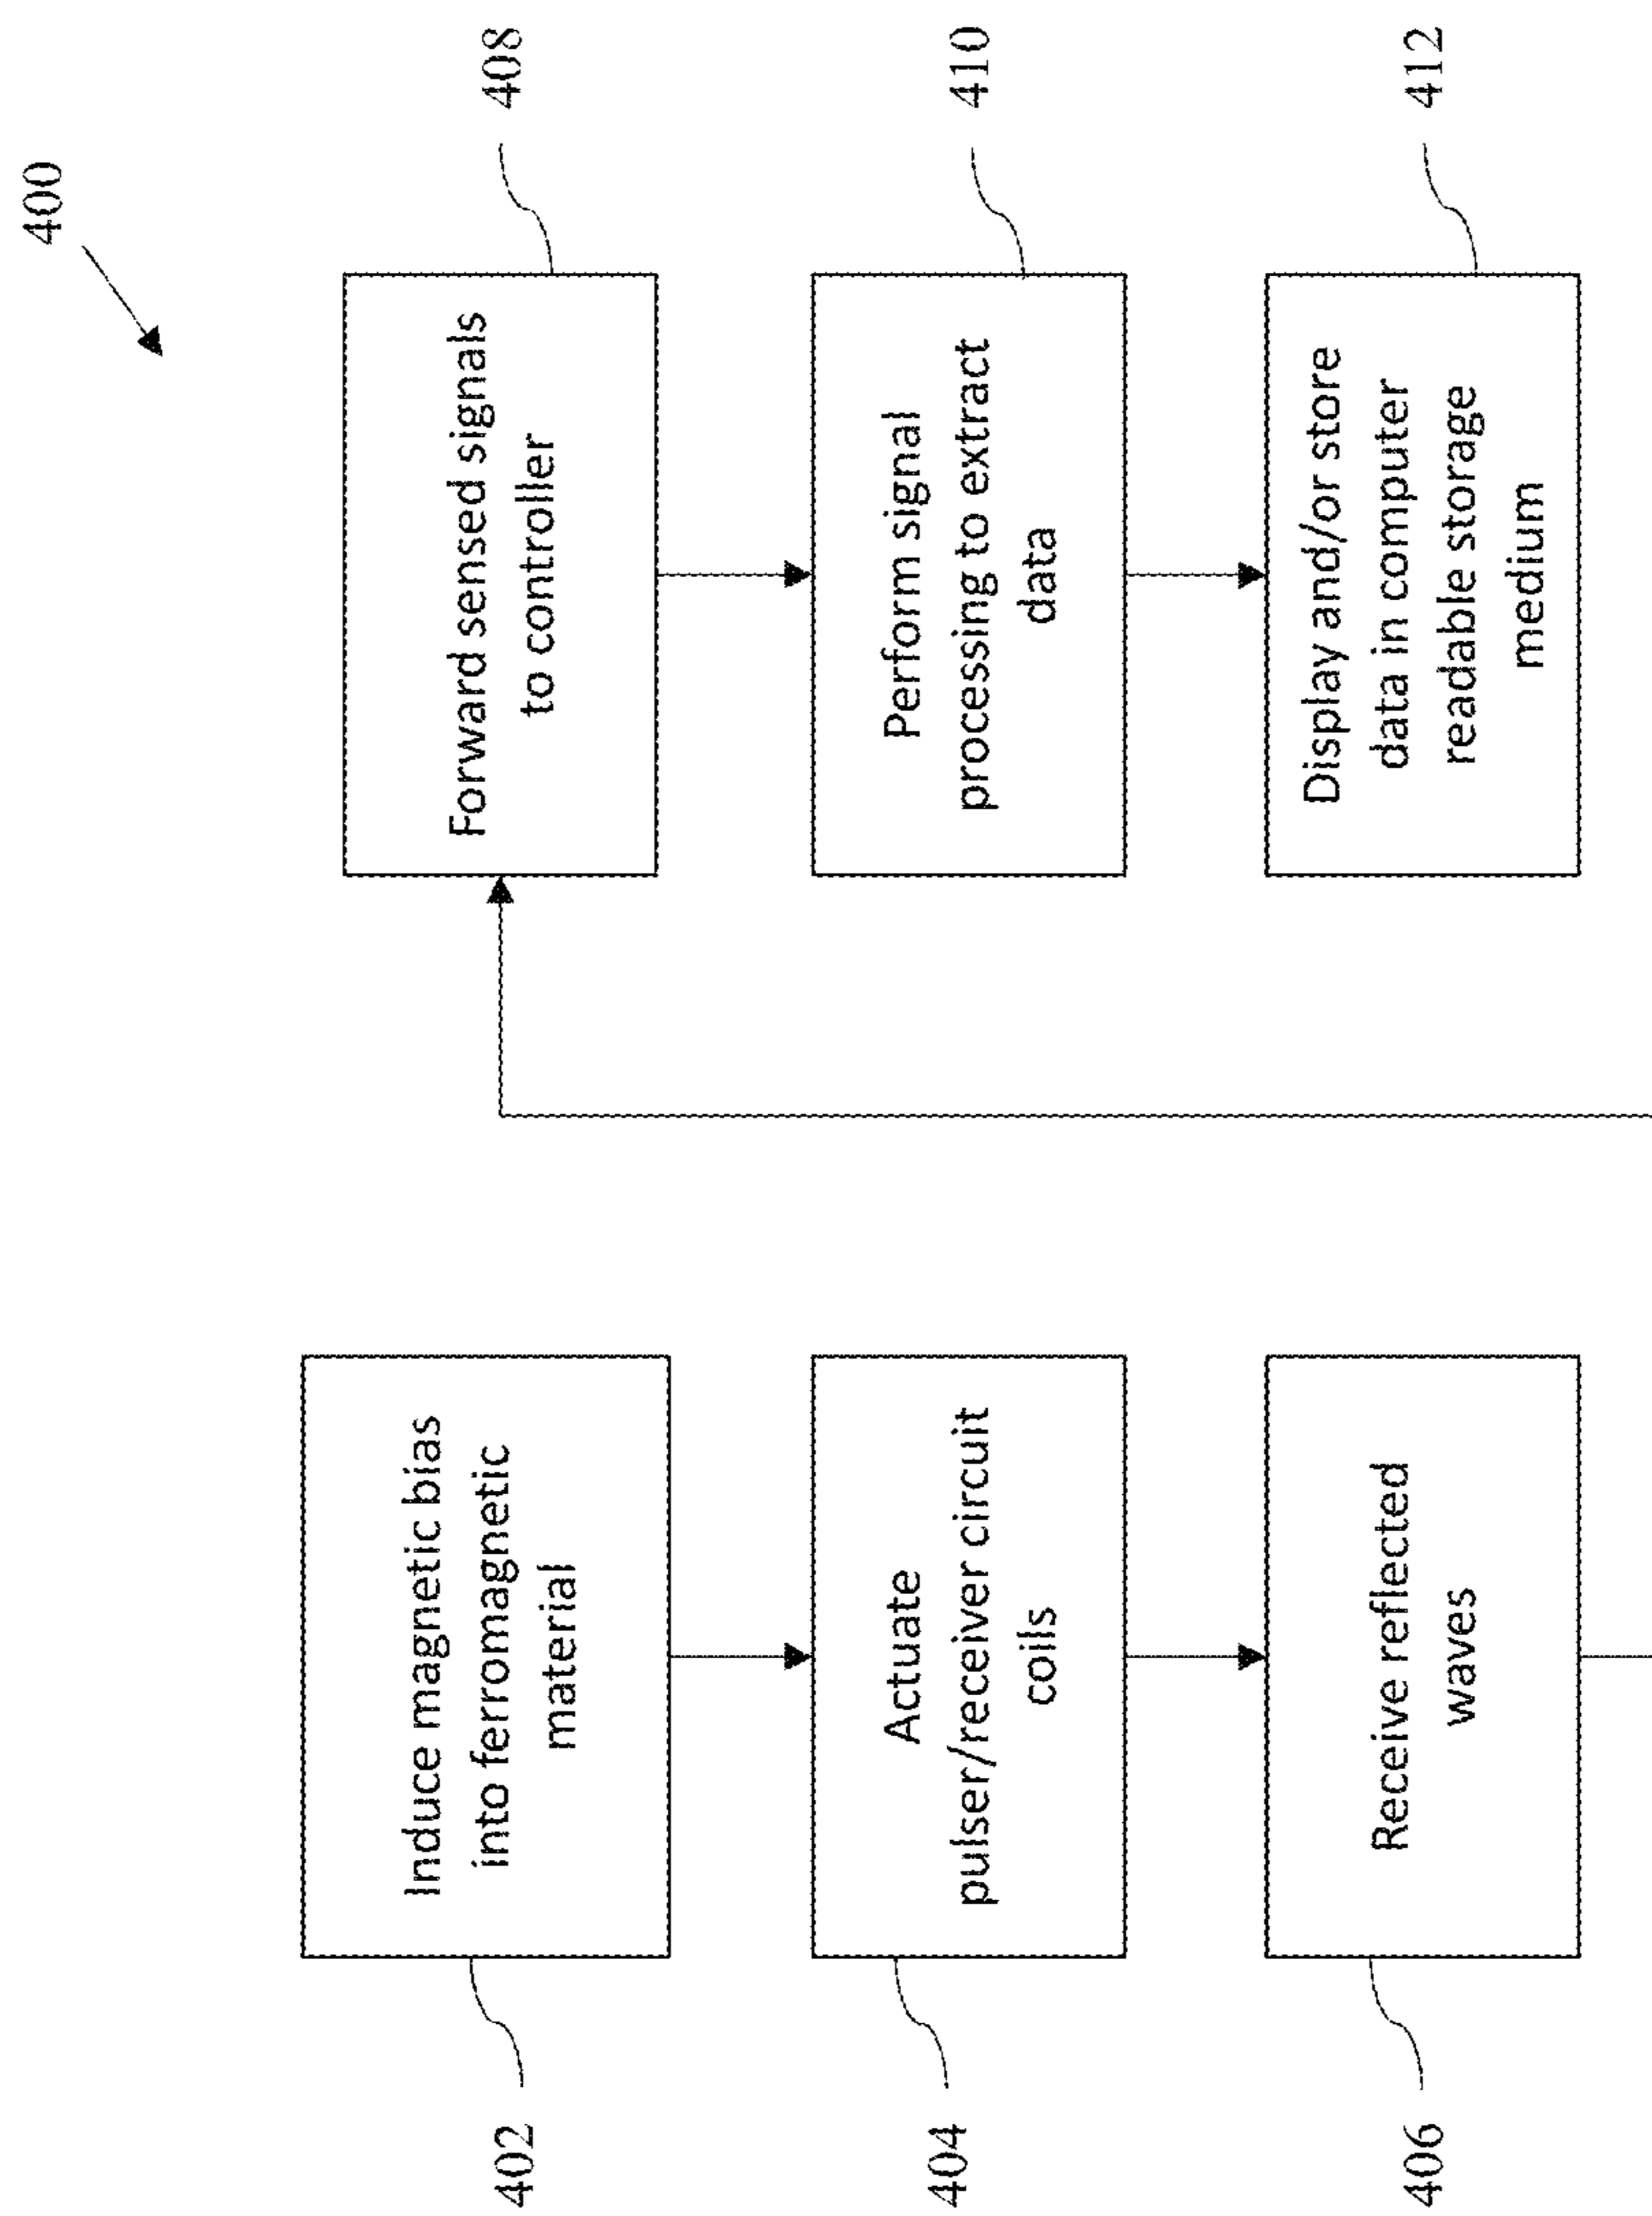 400
402
Induce magnetic bias
into ferromagnetic
material
404
Actuate
pulser/receiver circuit
coils
406
Receive reflected
waves
408
Forward sensed signals
to controller
410
Perform signal
processing to extract
data
412
Display and/or store
data in computer
readable storage
medium